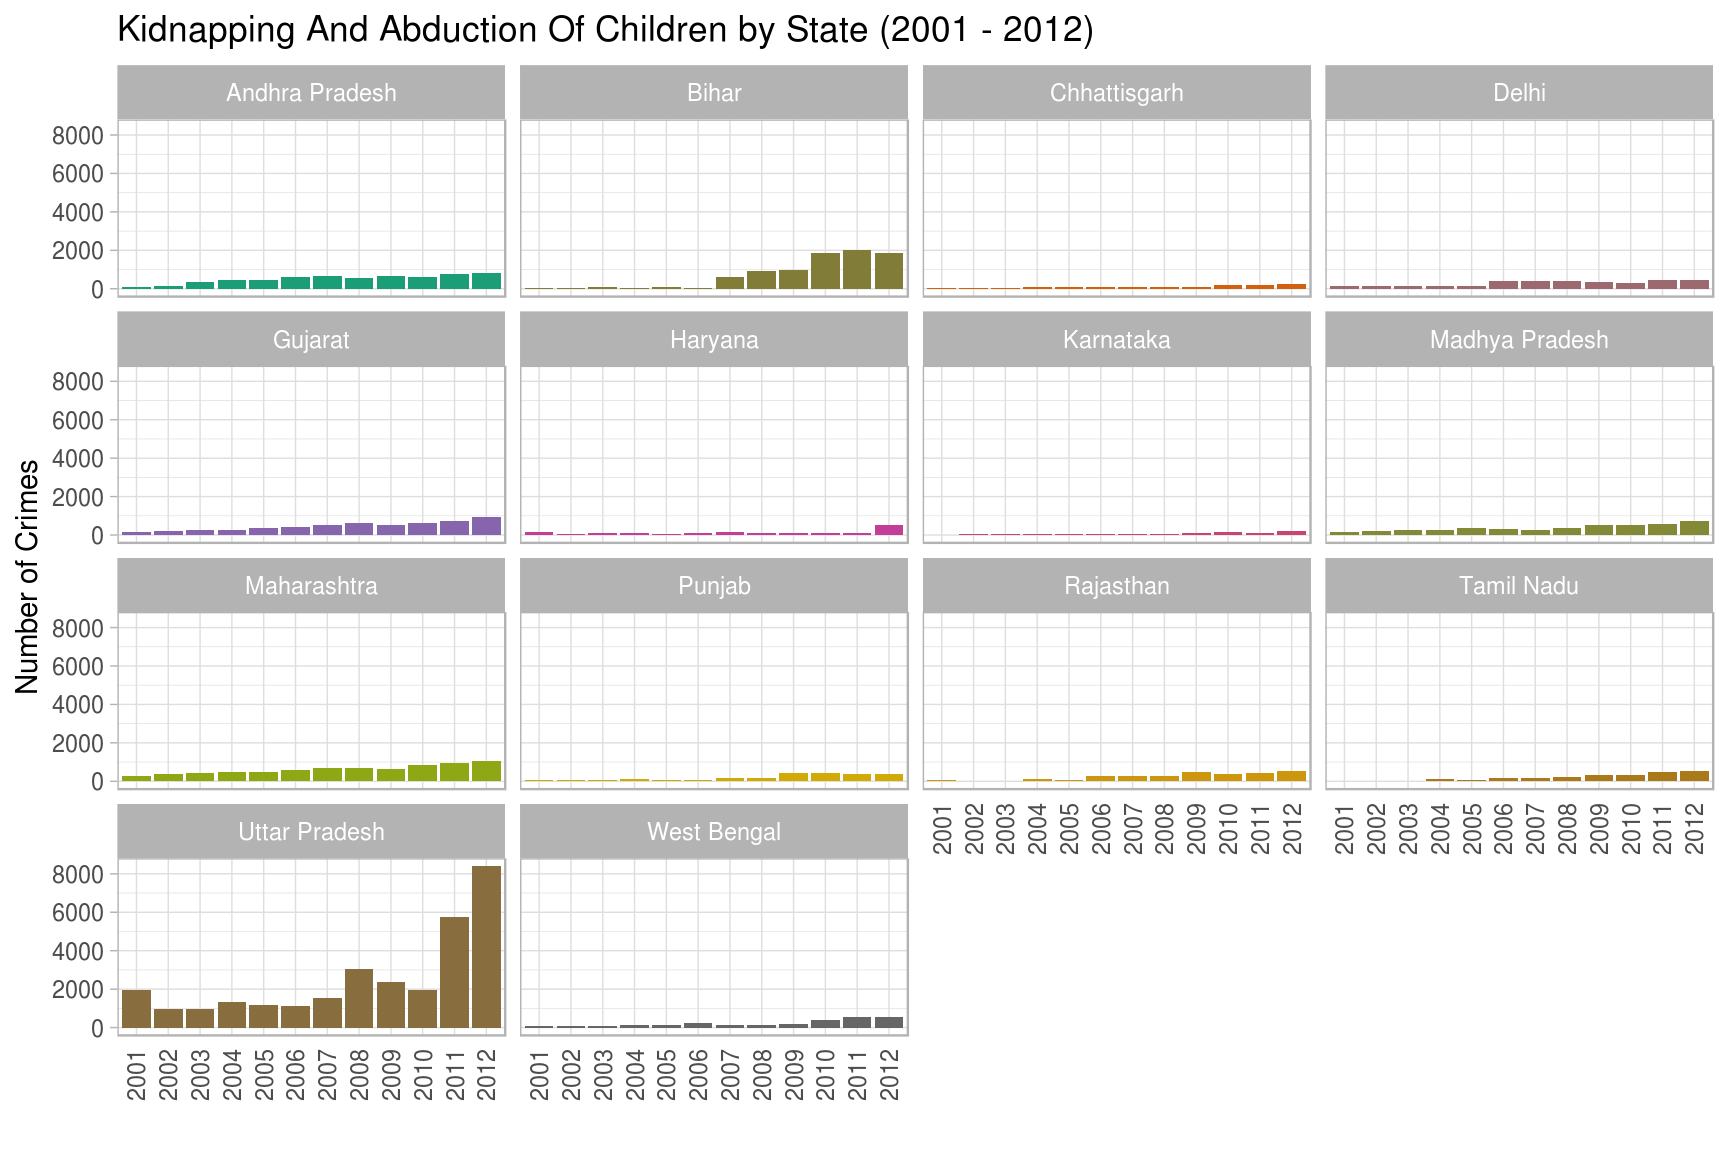 Kidnapping And Abduction Of Children by State (2001 - 2012)
Andhra Pradesh Bihar Chhattisgarh Delhi
8000
6000
4000
2000
0
Gujarat Haryana Karnataka Madhya Pradesh
8000
6000
4000
2000
0
Number of Crimes
Maharashtra Punjab Rajasthan Tamil Nadu
8000
6000
4000
2000
0
2001 2002 2003 2004 2005 2006 2007 2008 2009 2010 2011 2012 2001 2002 2003 2004 2005 2006 2007 2008 2009 2010 2011 2012
Uttar Pradesh West Bengal
8000
6000
4000
2000
0
2001 2002 2003 2004 2005 2006 2007 2008 2009 2010 2011 2012 2001 2002 2003 2004 2005 2006 2007 2008 2009 2010 2011 2012